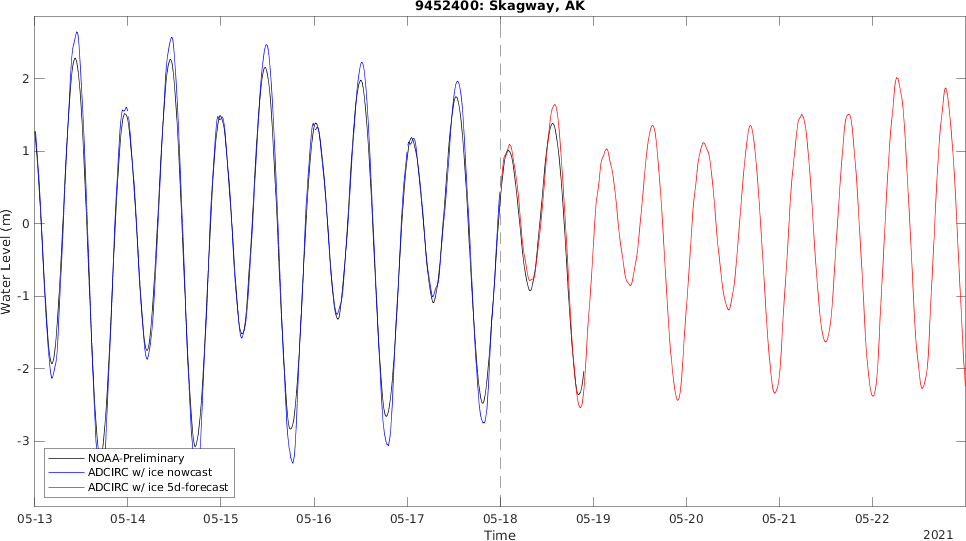 9452400: Skagway, AK
Water Level (m)
2
1
0
-1
-2
-3
NOAA-Preliminary
ADCIRC w/ ice nowcast
ADCIRC w/ ice 5d-forecast
05-13 05-14 05-15 05-16 05-17 05-18 05-19 05-20 05-21 05-22
Time
2021